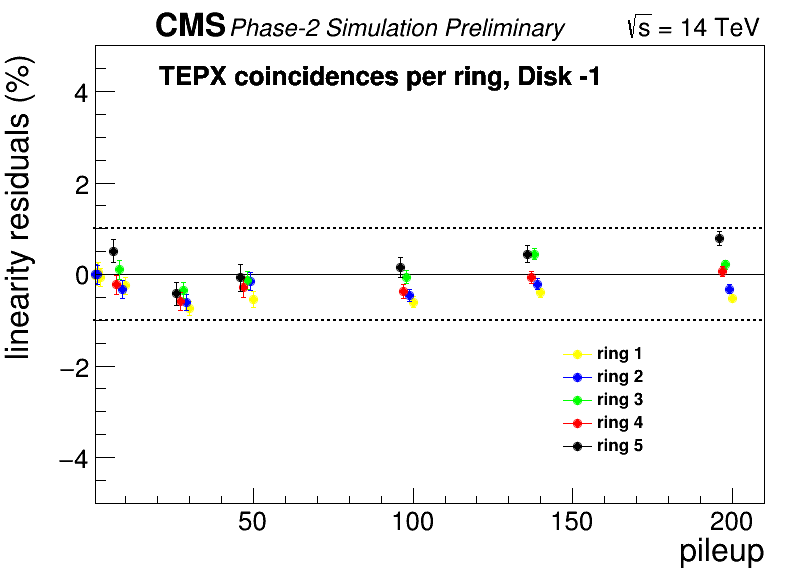 CMS Phase-2 Simulation Preliminary √s = 14 TeV
TEPX coincidences per ring, Disk -1
linearity residuals (%)
4
2
0
−2
−4
ring 1
ring 2
ring 3
ring 4
ring 5
50 100 150 200
pileup